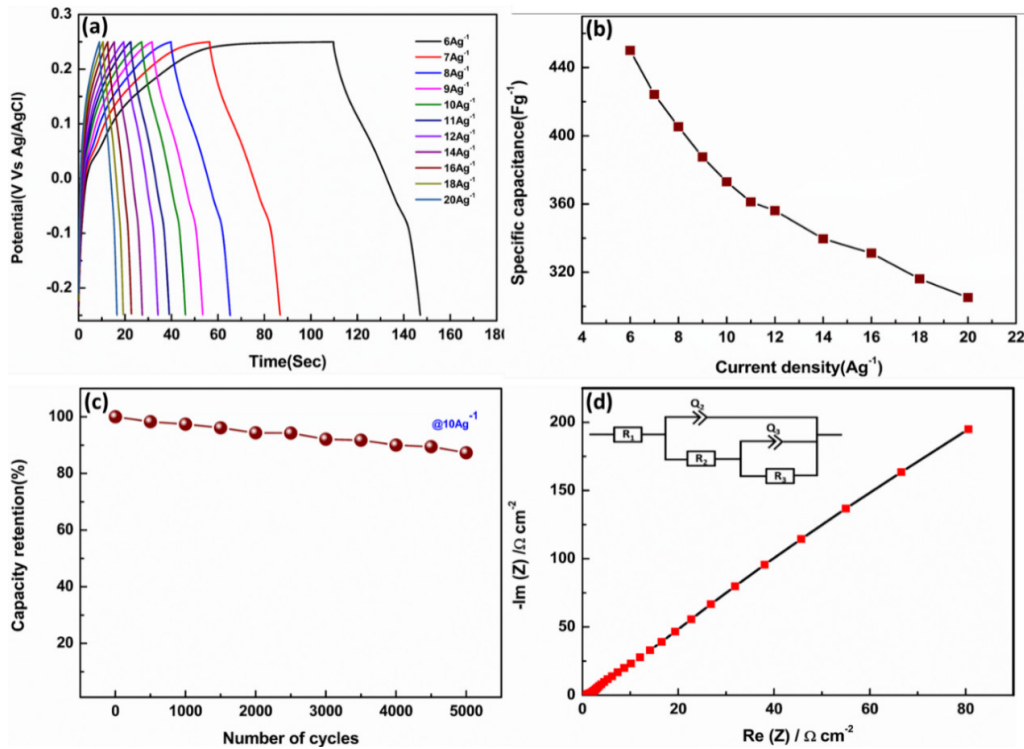 (a)
0.3
0.2
0.1
0.0
-0.1
-0.2
Potential(V Vs Ag/AgCl)
0 20 40 60 80 100 120 140 160 180
Time(Sec)
6Ag⁻¹
7Ag⁻¹
8Ag⁻¹
9Ag⁻¹
10Ag⁻¹
11Ag⁻¹
12Ag⁻¹
14Ag⁻¹
16Ag⁻¹
18Ag⁻¹
20Ag⁻¹
(b)
440
400
360
320
Specific capacitance(Fg⁻¹)
4 6 8 10 12 14 16 18 20 22
Current density(Ag⁻¹)
(c)
@10Ag⁻¹
100
80
60
40
20
Capacity retention(%)
0 1000 2000 3000 4000 5000
Number of cycles
(d)
200
150
100
50
0
-Im (Z) /Ω cm⁻²
0 20 40 60 80
Re (Z) / Ω cm⁻²
Q₂
R₁
Q₃
R₂
R₃